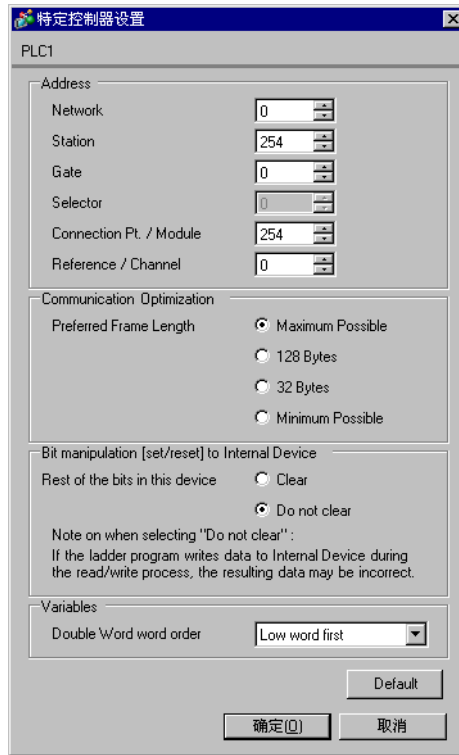 特定控制器设置
PLC1
Address
Network 0
Station 254
Gate 0
Selector 0
Connection Pt. / Module 254
Reference / Channel 0
Communication Optimization
Preferred Frame Length Maximum Possible
128 Bytes
32 Bytes
Minimum Possible
Bit manipulation [set/reset] to Internal Device
Rest of the bits in this device Clear
Do not clear
Note on when selecting "Do not clear" :
If the ladder program writes data to Internal Device during
the read/write process, the resulting data may be incorrect.
Variables
Double Word word order Low word first
Default
确定(O) 取消